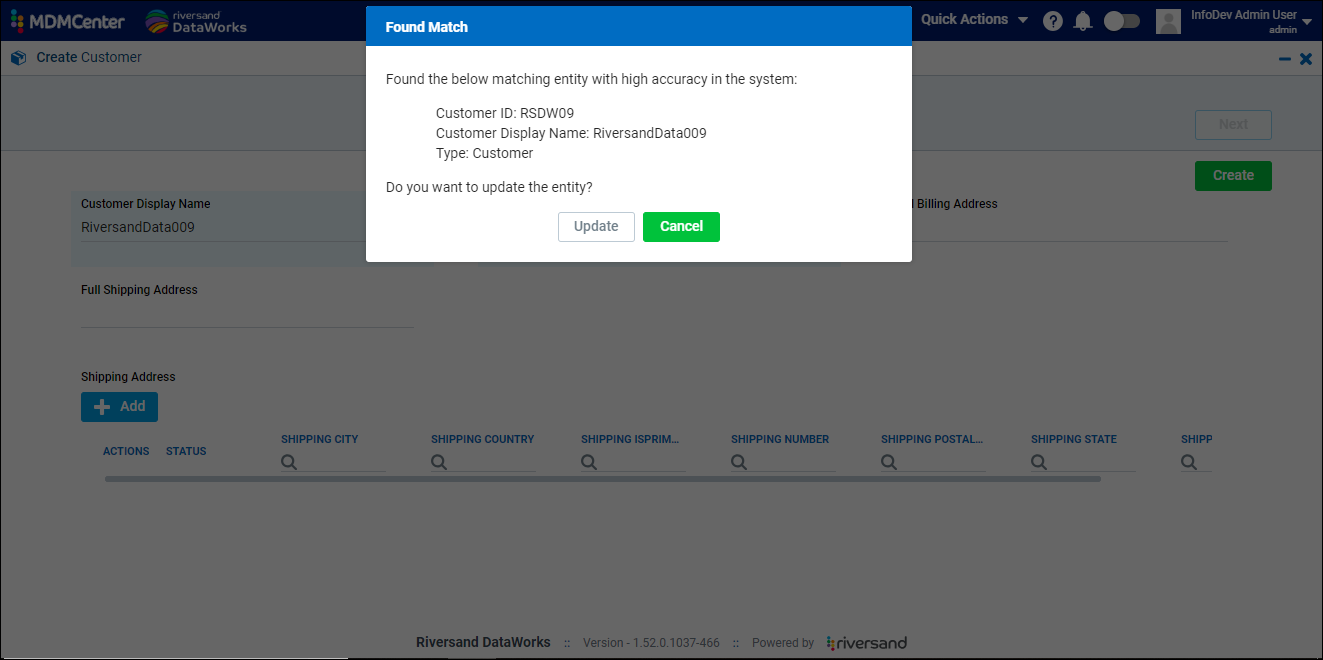 MDMCenter
riversand
DataWorks
Found Match
Quick Actions
?
InfoDev Admin User
admin
Create Customer
Found the below matching entity with high accuracy in the system:
Customer ID: RSDW09
Customer Display Name: RiversandData009
Type: Customer
Do you want to update the entity?
Update
Cancel
Next
Create
Customer Display Name
RiversandData009
Billing Address
Full Shipping Address
Shipping Address
Add
ACTIONS
STATUS
SHIPPING CITY
SHIPPING COUNTRY
SHIPPING ISPRIM...
SHIPPING NUMBER
SHIPPING POSTAL...
SHIPPING STATE
SHIPP
Riversand DataWorks :: Version - 1.52.0.1037-466 :: Powered by riversand